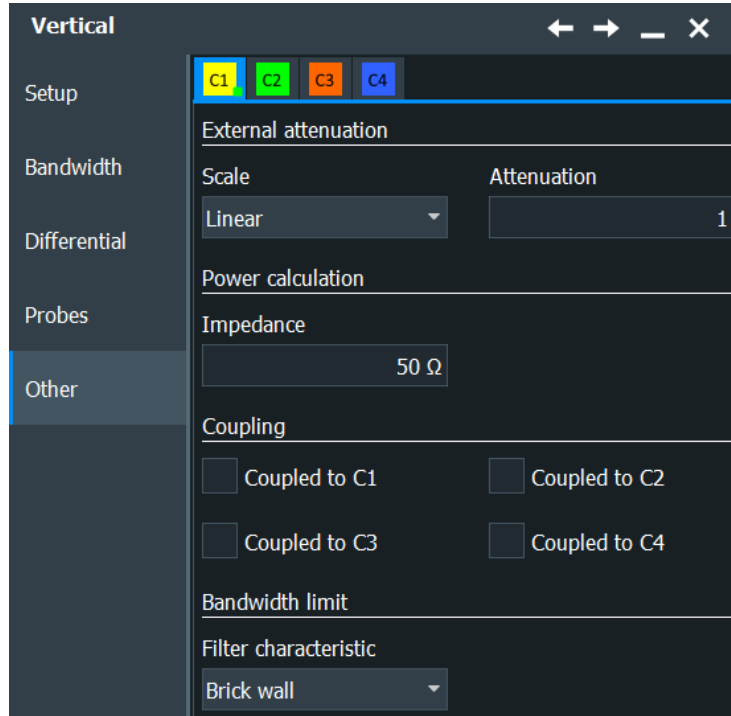 Vertical
Setup
Bandwidth
Differential
Probes
Other
C1 C2 C3 C4
External attenuation
Scale Attenuation
Linear 1
Power calculation
Impedance
50 Ω
Coupling
Coupled to C1 Coupled to C2
Coupled to C3 Coupled to C4
Bandwidth limit
Filter characteristic
Brick wall